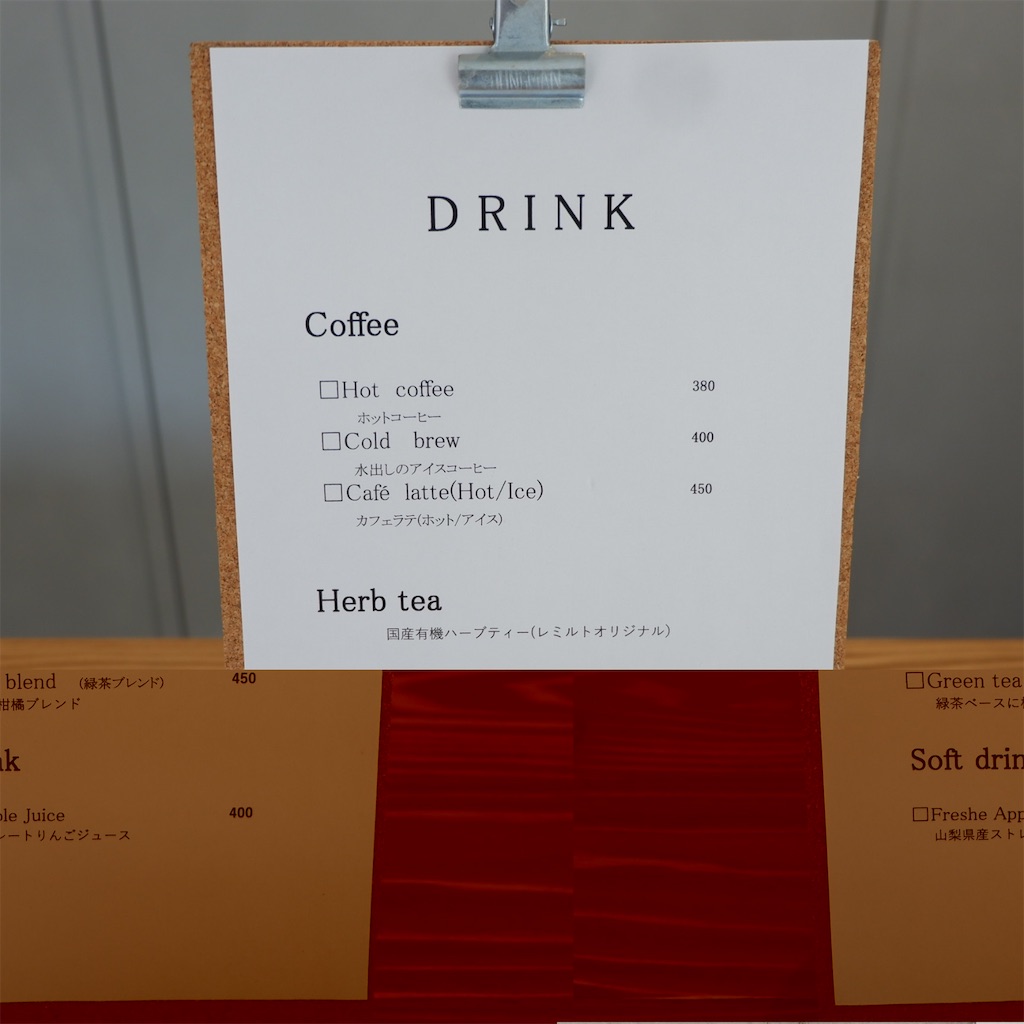 DRINK
Coffee
□Hot coffee 380
ホットコーヒー
□Cold brew 400
水出しのアイスコーヒー
□Café latte(Hot/Ice) 450
カフェラテ(ホット/アイス)
Herb tea
国産有機ハーブティー(レミルトオリジナル)
blend (緑茶ブレンド) 450
柑橘ブレンド
nk
ple Juice 400
レートりんごジュース
□Green tea
緑茶ベースに
Soft drin
□Freshe App
山梨県産ストレ